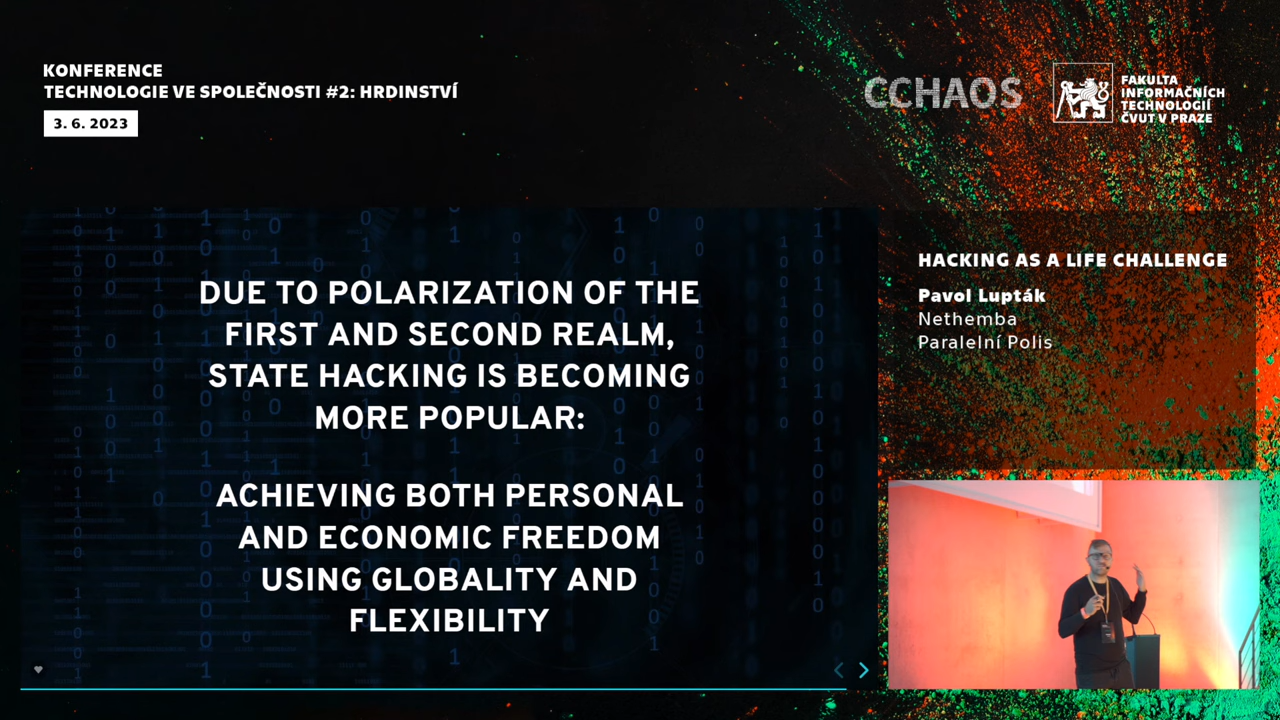 KONFERENCE
TECHNOLOGIE VE SPOLEČNOSTI #2: HRDINSTVÍ
3. 6. 2023
CCHAOS
FAKULTA
INFORMAČNÍCH
TECHNOLOGIÍ
ČVUT V PRAZE
DUE TO POLARIZATION OF THE
FIRST AND SECOND REALM,
STATE HACKING IS BECOMING
MORE POPULAR:
ACHIEVING BOTH PERSONAL
AND ECONOMIC FREEDOM
USING GLOBALITY AND
FLEXIBILITY
HACKING AS A LIFE CHALLENGE
Pavol Lupták
Nethemba
Paralelní Polis